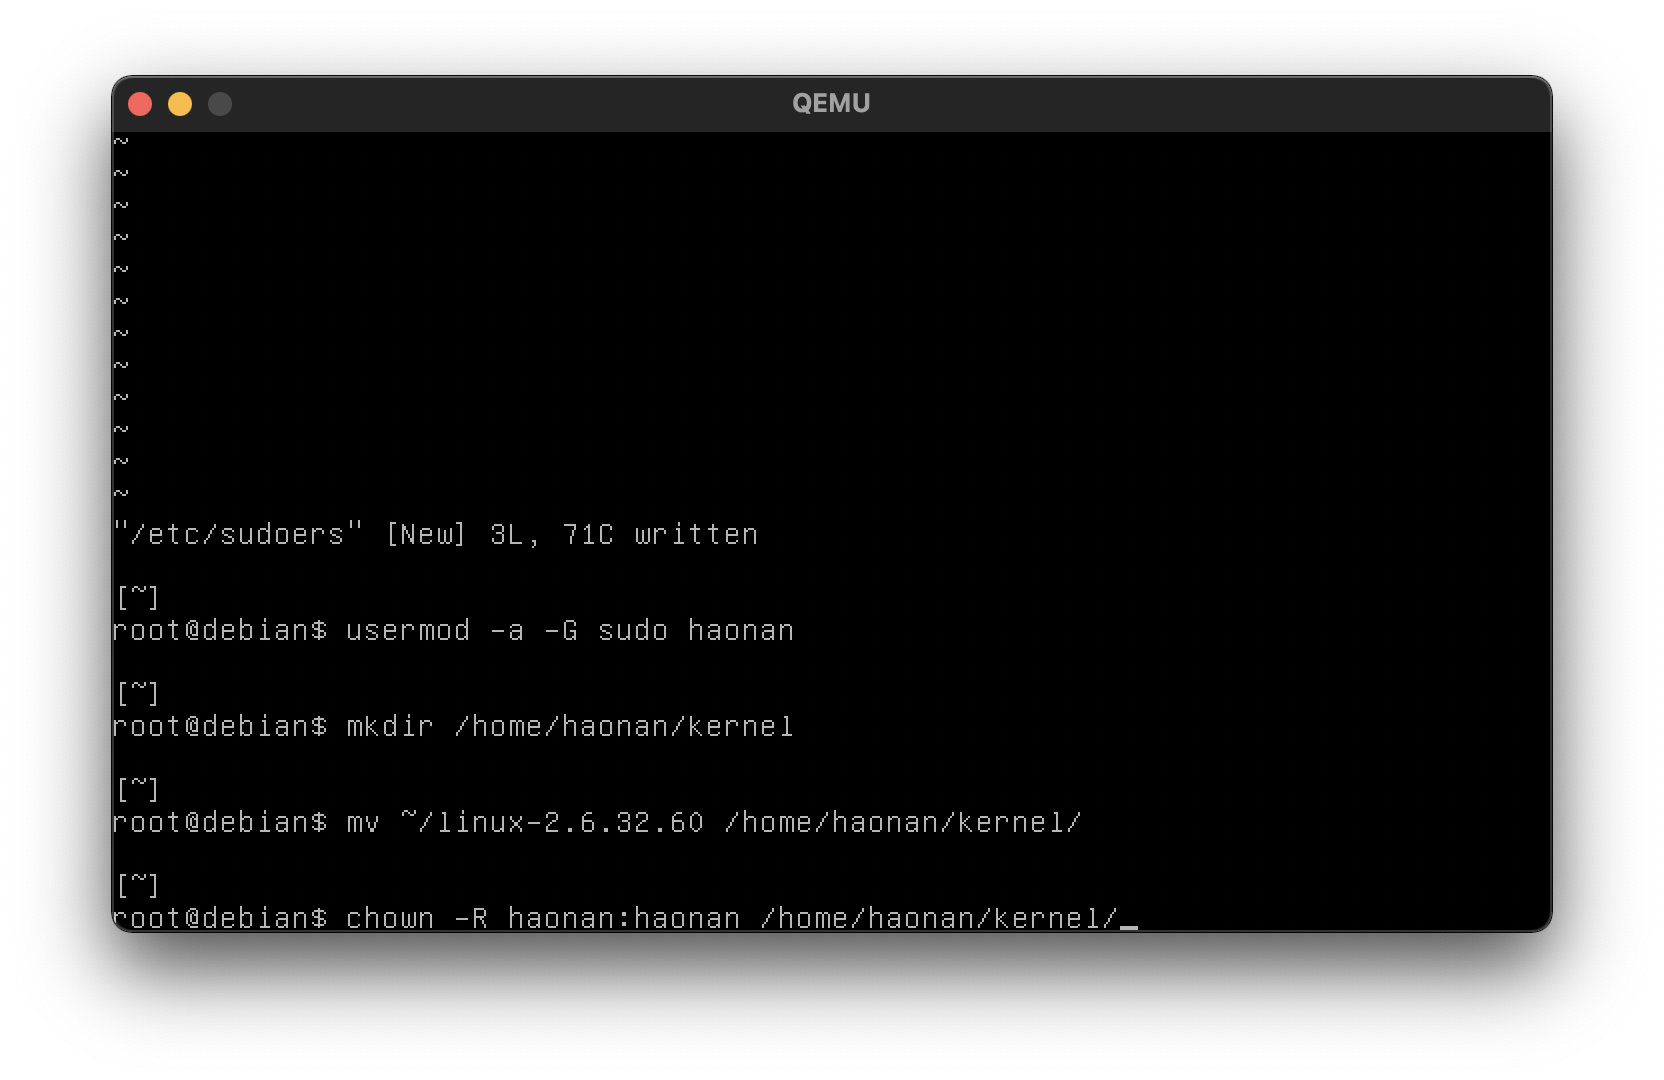 QEMU
~
~
~
~
~
~
~
~
~
~
~
~
"/etc/sudoers" [New] 3L, 71C written
[~]
root@debian$ usermod -a -G sudo haonan
[~]
root@debian$ mkdir /home/haonan/kernel
[~]
root@debian$ mv ~/linux-2.6.32.60 /home/haonan/kernel/
[~]
root@debian$ chown -R haonan:haonan /home/haonan/kernel/_